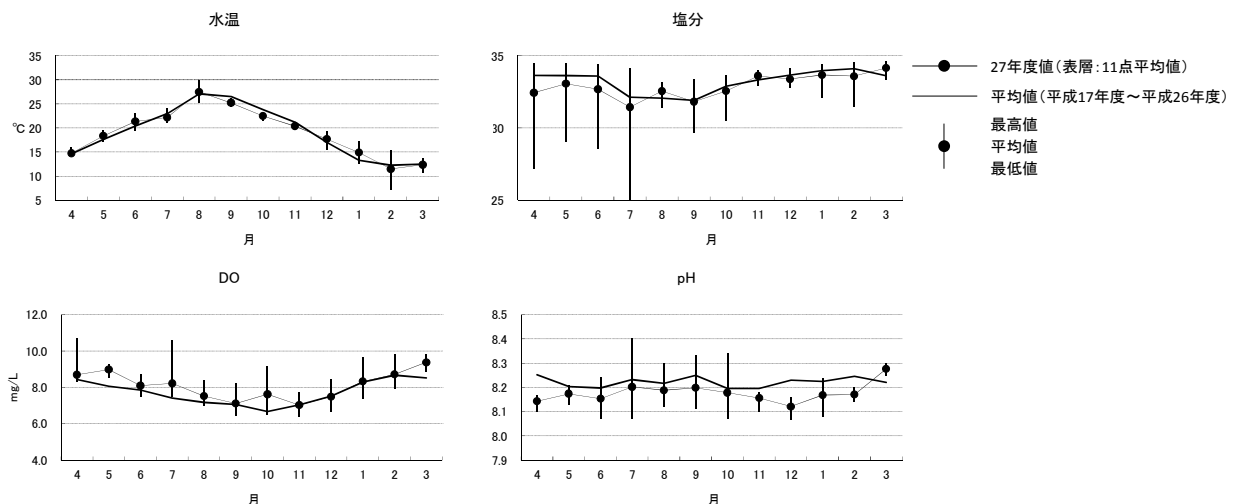 水温
35
30
25
℃ 20
15
10
5
4 5 6 7 8 9 10 11 12 1 2 3
月
塩分
35
30
25
4 5 6 7 8 9 10 11 12 1 2 3
月
27年度値(表層:11点平均値)
平均値(平成17年度～平成26年度)
最高値
平均値
最低値
DO
12.0
10.0
mg/L 8.0
6.0
4.0
4 5 6 7 8 9 10 11 12 1 2 3
月
pH
8.5
8.4
8.3
8.2
8.1
8.0
7.9
4 5 6 7 8 9 10 11 12 1 2 3
月